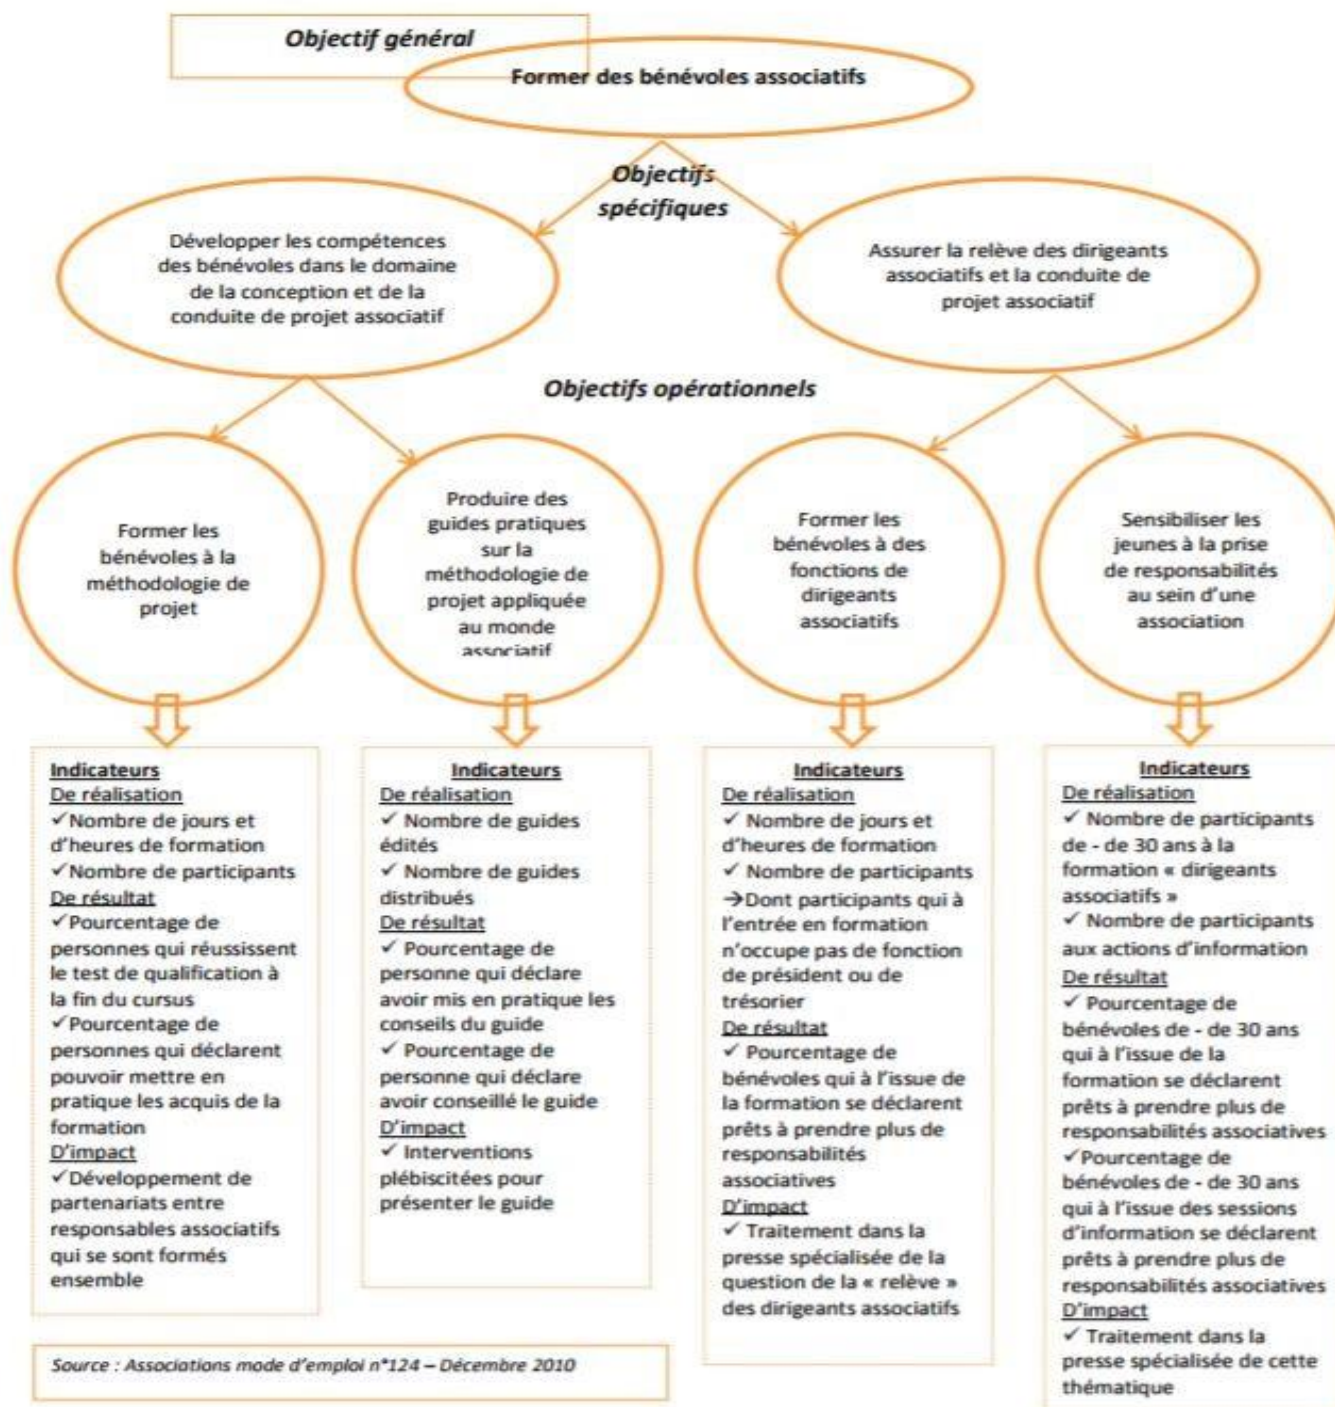 Objectif général
Former des bénévoles associatifs
Objectifs
spécifiques
Développer les compétences
des bénévoles dans le domaine
de la conception et de la
conduite de projet associatif
Assurer la relève des dirigeants
associatifs et la conduite de
projet associatif
Objectifs opérationnels
Former les
bénévoles à la
méthodologie de
projet
Produire des
guides pratiques
sur la
méthodologie de
projet appliquée
au monde
associatif
Former les
bénévoles à des
fonctions de
dirigeants
associatifs
Sensibiliser les
jeunes à la prise
de responsabilités
au sein d'une
association
Indicateurs
De réalisation
✓Nombre de jours et
d'heures de formation
✓Nombre de participants
De résultat
✓Pourcentage de
personnes qui réussissent
le test de qualification à
la fin du cursus
✓Pourcentage de
personnes qui déclarent
pouvoir mettre en
pratique les acquis de la
formation
D'impact
✓Développement de
partenariats entre
responsables associatifs
qui se sont formés
ensemble
Indicateurs
De réalisation
✓ Nombre de guides
édités
✓ Nombre de guides
distribués
De résultat
✓ Pourcentage de
personne qui déclare
avoir mis en pratique les
conseils du guide
✓ Pourcentage de
personne qui déclare
avoir conseillé le guide
D'impact
✓ Interventions
plébiscitées pour
présenter le guide
Indicateurs
De réalisation
✓ Nombre de jours et
d'heures de formation
✓ Nombre de participants
→Dont participants qui à
l'entrée en formation
n'occupe pas de fonction
de président ou de
trésorier
De résultat
✓ Pourcentage de
bénévoles qui à l'issue de
la formation se déclarent
prêts à prendre plus de
responsabilités
associatives
D'impact
✓ Traitement dans la
presse spécialisée de la
question de la « relève »
des dirigeants associatifs
Indicateurs
De réalisation
✓ Nombre de participants
de - de 30 ans à la
formation « dirigeants
associatifs »
✓ Nombre de participants
aux actions d'information
De résultat
✓ Pourcentage de
bénévoles de - de 30 ans
qui à l'issue de la
formation se déclarent
prêts à prendre plus de
responsabilités associatives
✓Pourcentage de
bénévoles de - de 30 ans
qui à l'issue des sessions
d'information se déclarent
prêts à prendre plus de
responsabilités associatives
D'impact
✓ Traitement dans la
presse spécialisée de cette
thématique
Source : Associations mode d'emploi n°124 – Décembre 2010